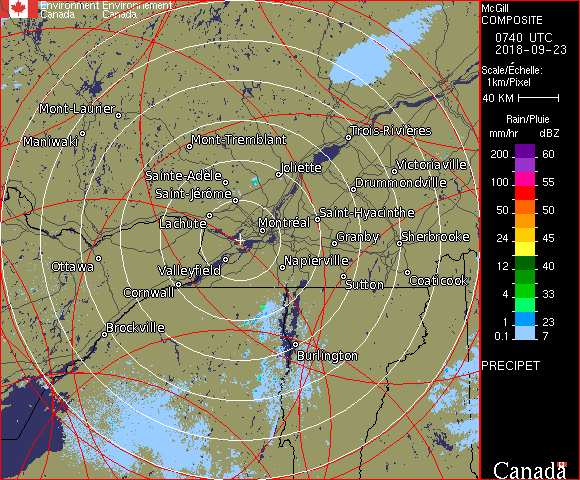 Environment Environnement
Canada Canada
McGill
COMPOSITE
0740 UTC
2018-09-23
Scale/Échelle:
1km/Pixel
40 KM
Rain/Pluie
mm/hr dBZ
200 60
150 57
100 55
50 50
24 45
12 40
4 33
1 23
0.1 7
PRECIPET
Canada
Mont-Laurier
Maniwaki
Mont-Tremblant
Trois-Rivières
Joliette
Victoriaville
Sainte-Adèle
Drummondville
Saint-Jérôme
Saint-Hyacinthe
Lachute
Montréal
Granby
Sherbrooke
Ottawa
Valleyfield
Napierville
Cornwall
Sutton
Coaticook
Brockville
Burlington